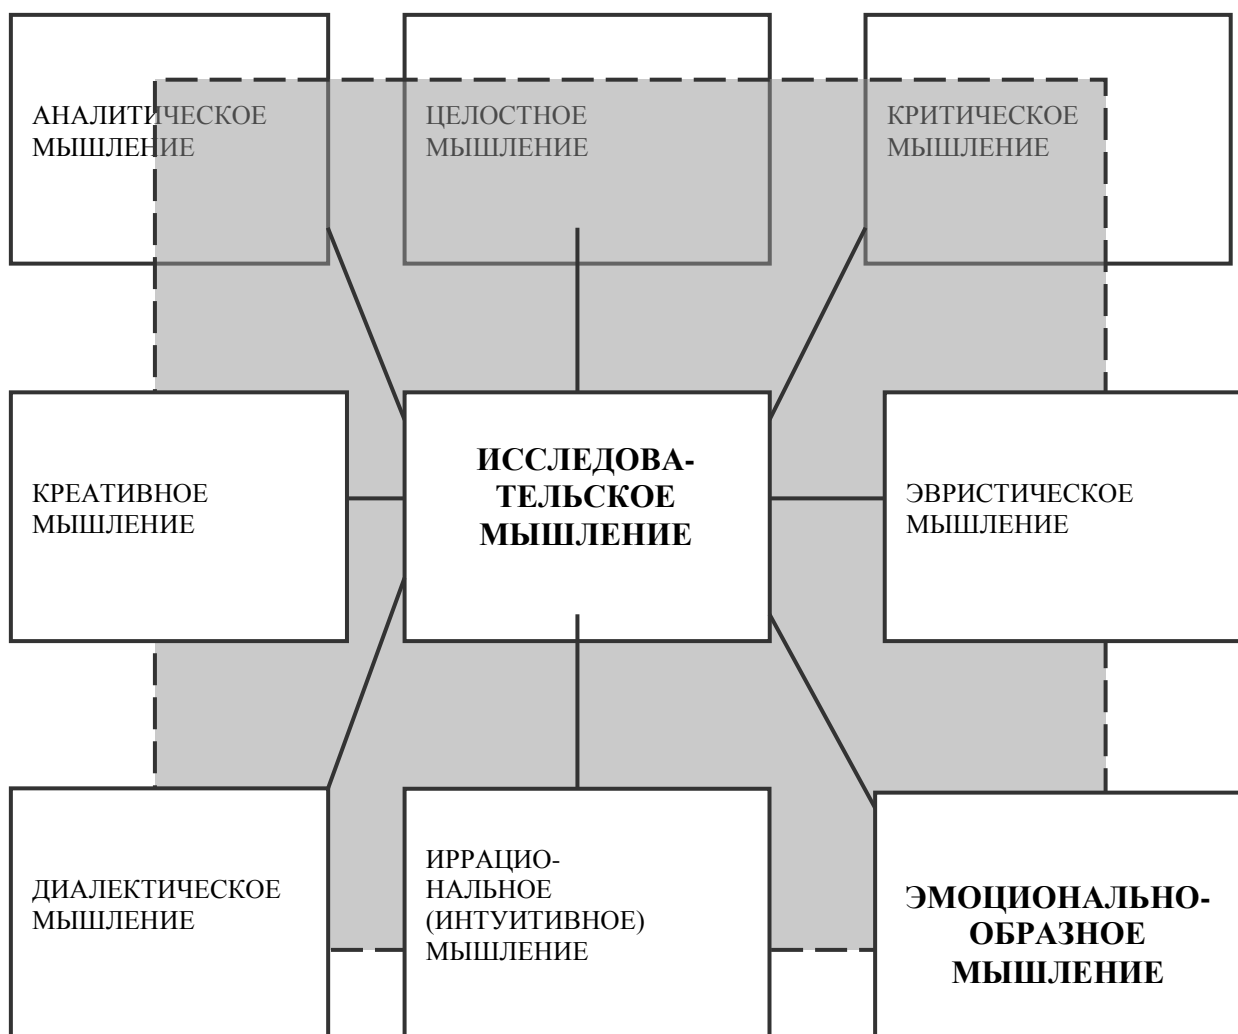 АНАЛИТИЧЕСКОЕ
МЫШЛЕНИЕ
ЦЕЛОСТНОЕ
МЫШЛЕНИЕ
КРИТИЧЕСКОЕ
МЫШЛЕНИЕ
КРЕАТИВНОЕ
МЫШЛЕНИЕ
ИССЛЕДОВА-
ТЕЛЬСКОЕ
МЫШЛЕНИЕ
ЭВРИСТИЧЕСКОЕ
МЫШЛЕНИЕ
ДИАЛЕКТИЧЕСКОЕ
МЫШЛЕНИЕ
ИРРАЦИО-
НАЛЬНОЕ
(ИНТУИТИВНОЕ)
МЫШЛЕНИЕ
ЭМОЦИОНАЛЬНО-
ОБРАЗНОЕ
МЫШЛЕНИЕ